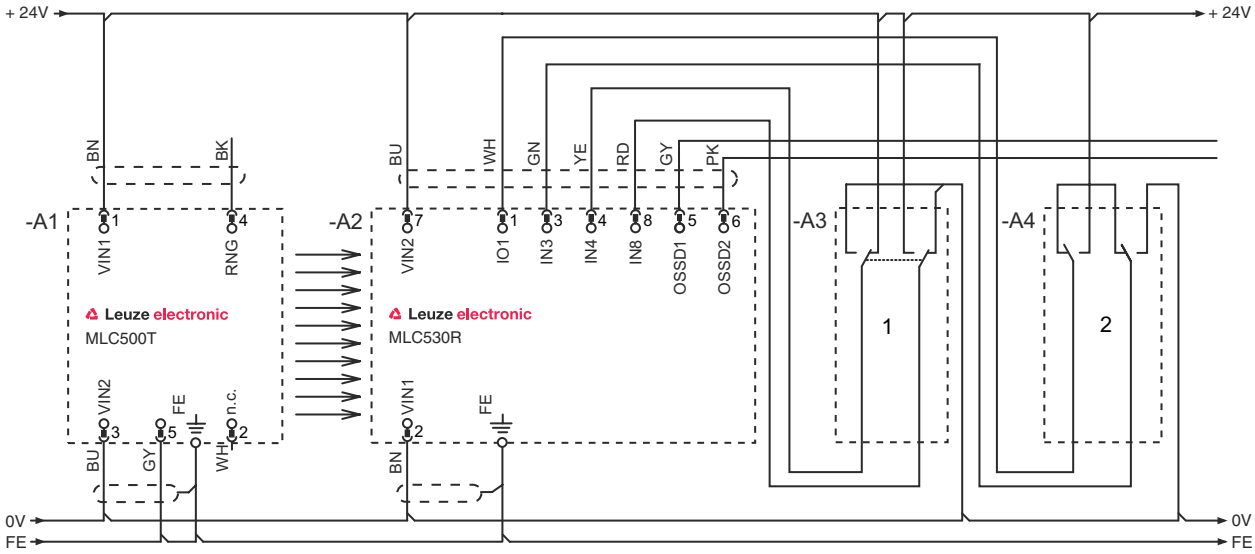 + 24V
+ 24V
BN
BK
BU
WH
GN
YE
RD
GY
PK
-A1
1
4
-A2
7
1
3
4
8
5
6
-A3
-A4
VIN1
RNG
VIN2
IO1
IN3
IN4
IN8
OSSD1
OSSD2
Leuze electronic
MLC500T
Leuze electronic
MLC530R
1
2
VIN2
FE
n.c.
VIN1
FE
3
5
2
2
BU
GY
WH
BN
0V
0V
FE
FE